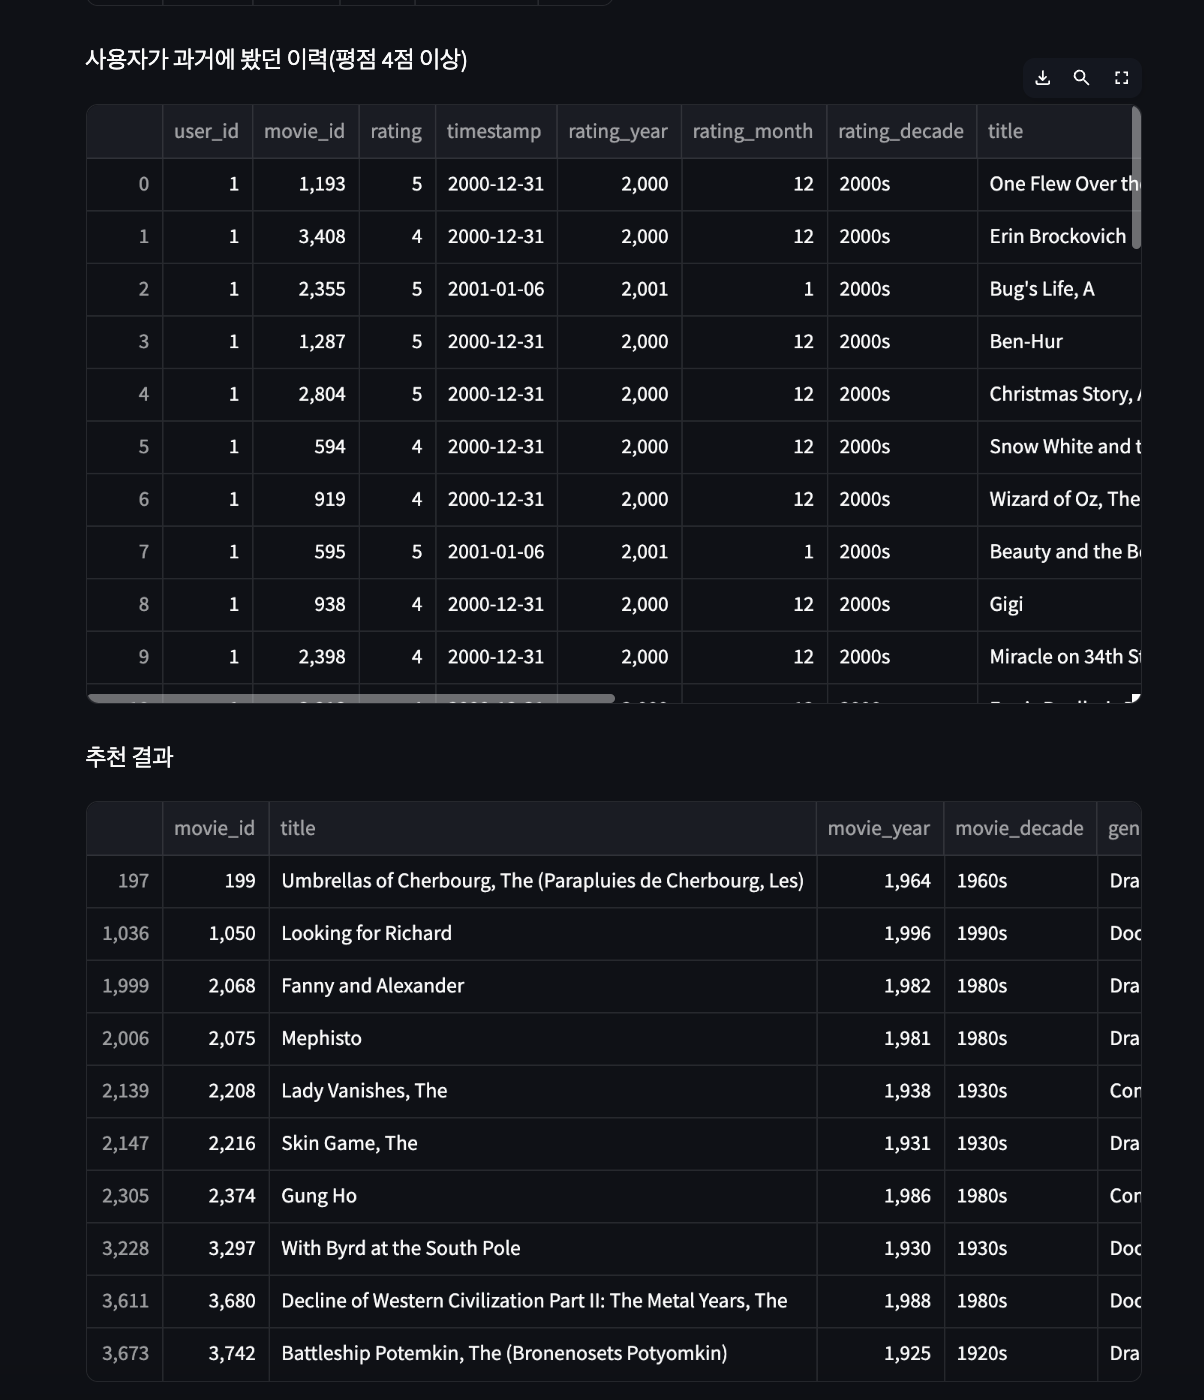 사용자가 과거에 봤던 이력(평점 4점 이상)
user_id movie_id rating timestamp rating_year rating_month rating_decade title
0 1 1,193 5 2000-12-31 2,000 12 2000s One Flew Over th
1 1 3,408 4 2000-12-31 2,000 12 2000s Erin Brockovich
2 1 2,355 5 2001-01-06 2,001 1 2000s Bug's Life, A
3 1 1,287 5 2000-12-31 2,000 12 2000s Ben-Hur
4 1 2,804 5 2000-12-31 2,000 12 2000s Christmas Story,
5 1 594 4 2000-12-31 2,000 12 2000s Snow White and t
6 1 919 4 2000-12-31 2,000 12 2000s Wizard of Oz, The
7 1 595 5 2001-01-06 2,001 1 2000s Beauty and the B
8 1 938 4 2000-12-31 2,000 12 2000s Gigi
9 1 2,398 4 2000-12-31 2,000 12 2000s Miracle on 34th S
추천 결과
movie_id title movie_year movie_decade gen
197 199 Umbrellas of Cherbourg, The (Parapluies de Cherbourg, Les) 1,964 1960s Dra
1,036 1,050 Looking for Richard 1,996 1990s Doc
1,999 2,068 Fanny and Alexander 1,982 1980s Dra
2,006 2,075 Mephisto 1,981 1980s Dra
2,139 2,208 Lady Vanishes, The 1,938 1930s Con
2,147 2,216 Skin Game, The 1,931 1930s Dra
2,305 2,374 Gung Ho 1,986 1980s Con
3,228 3,297 With Byrd at the South Pole 1,930 1930s Doc
3,611 3,680 Decline of Western Civilization Part II: The Metal Years, The 1,988 1980s Doc
3,673 3,742 Battleship Potemkin, The (Bronenosets Potyomkin) 1,925 1920s Dra